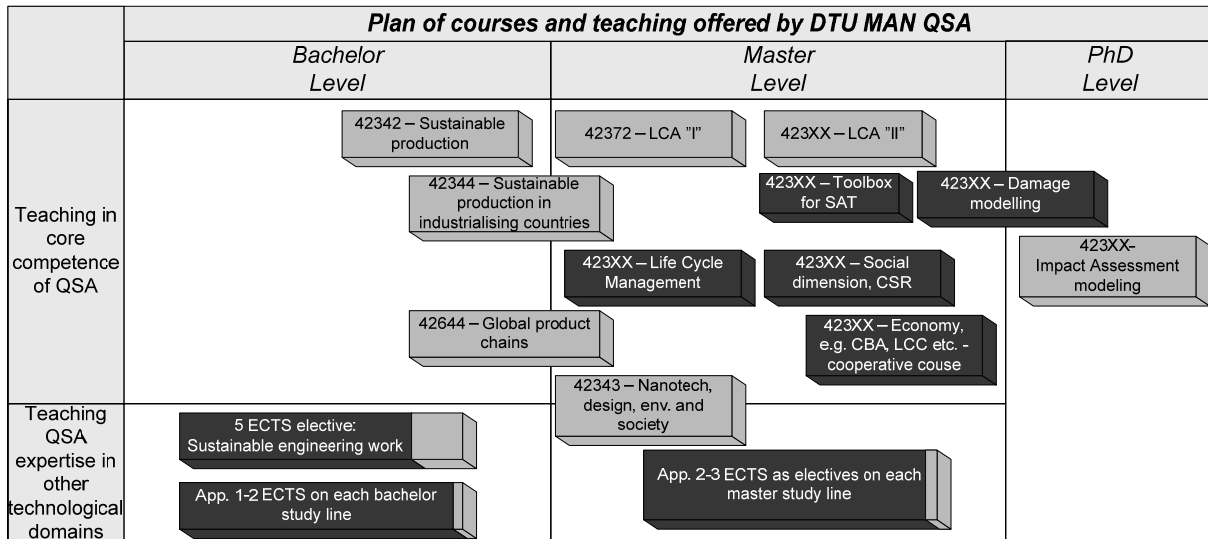 Plan of courses and teaching offered by DTU MAN QSA
Bachelor
Level
Master
Level
PhD
Level
Teaching in
core
competence
of QSA
42342 – Sustainable
production
42372 – LCA ”I”
423XX – LCA ”II”
42344 – Sustainable
production in
industrialising countries
423XX – Toolbox
for SAT
423XX – Damage
modelling
423XX –
Impact Assessment
modeling
423XX – Life Cycle
Management
423XX – Social
dimension, CSR
42644 – Global product
chains
423XX – Economy,
e.g. CBA, LCC etc. -
cooperative couse
42343 – Nanotech,
design, env. and
society
Teaching
QSA
expertise in
other
technological
domains
5 ECTS elective:
Sustainable engineering work
App. 1-2 ECTS on each bachelor
study line
App. 2-3 ECTS as electives on each
master study line